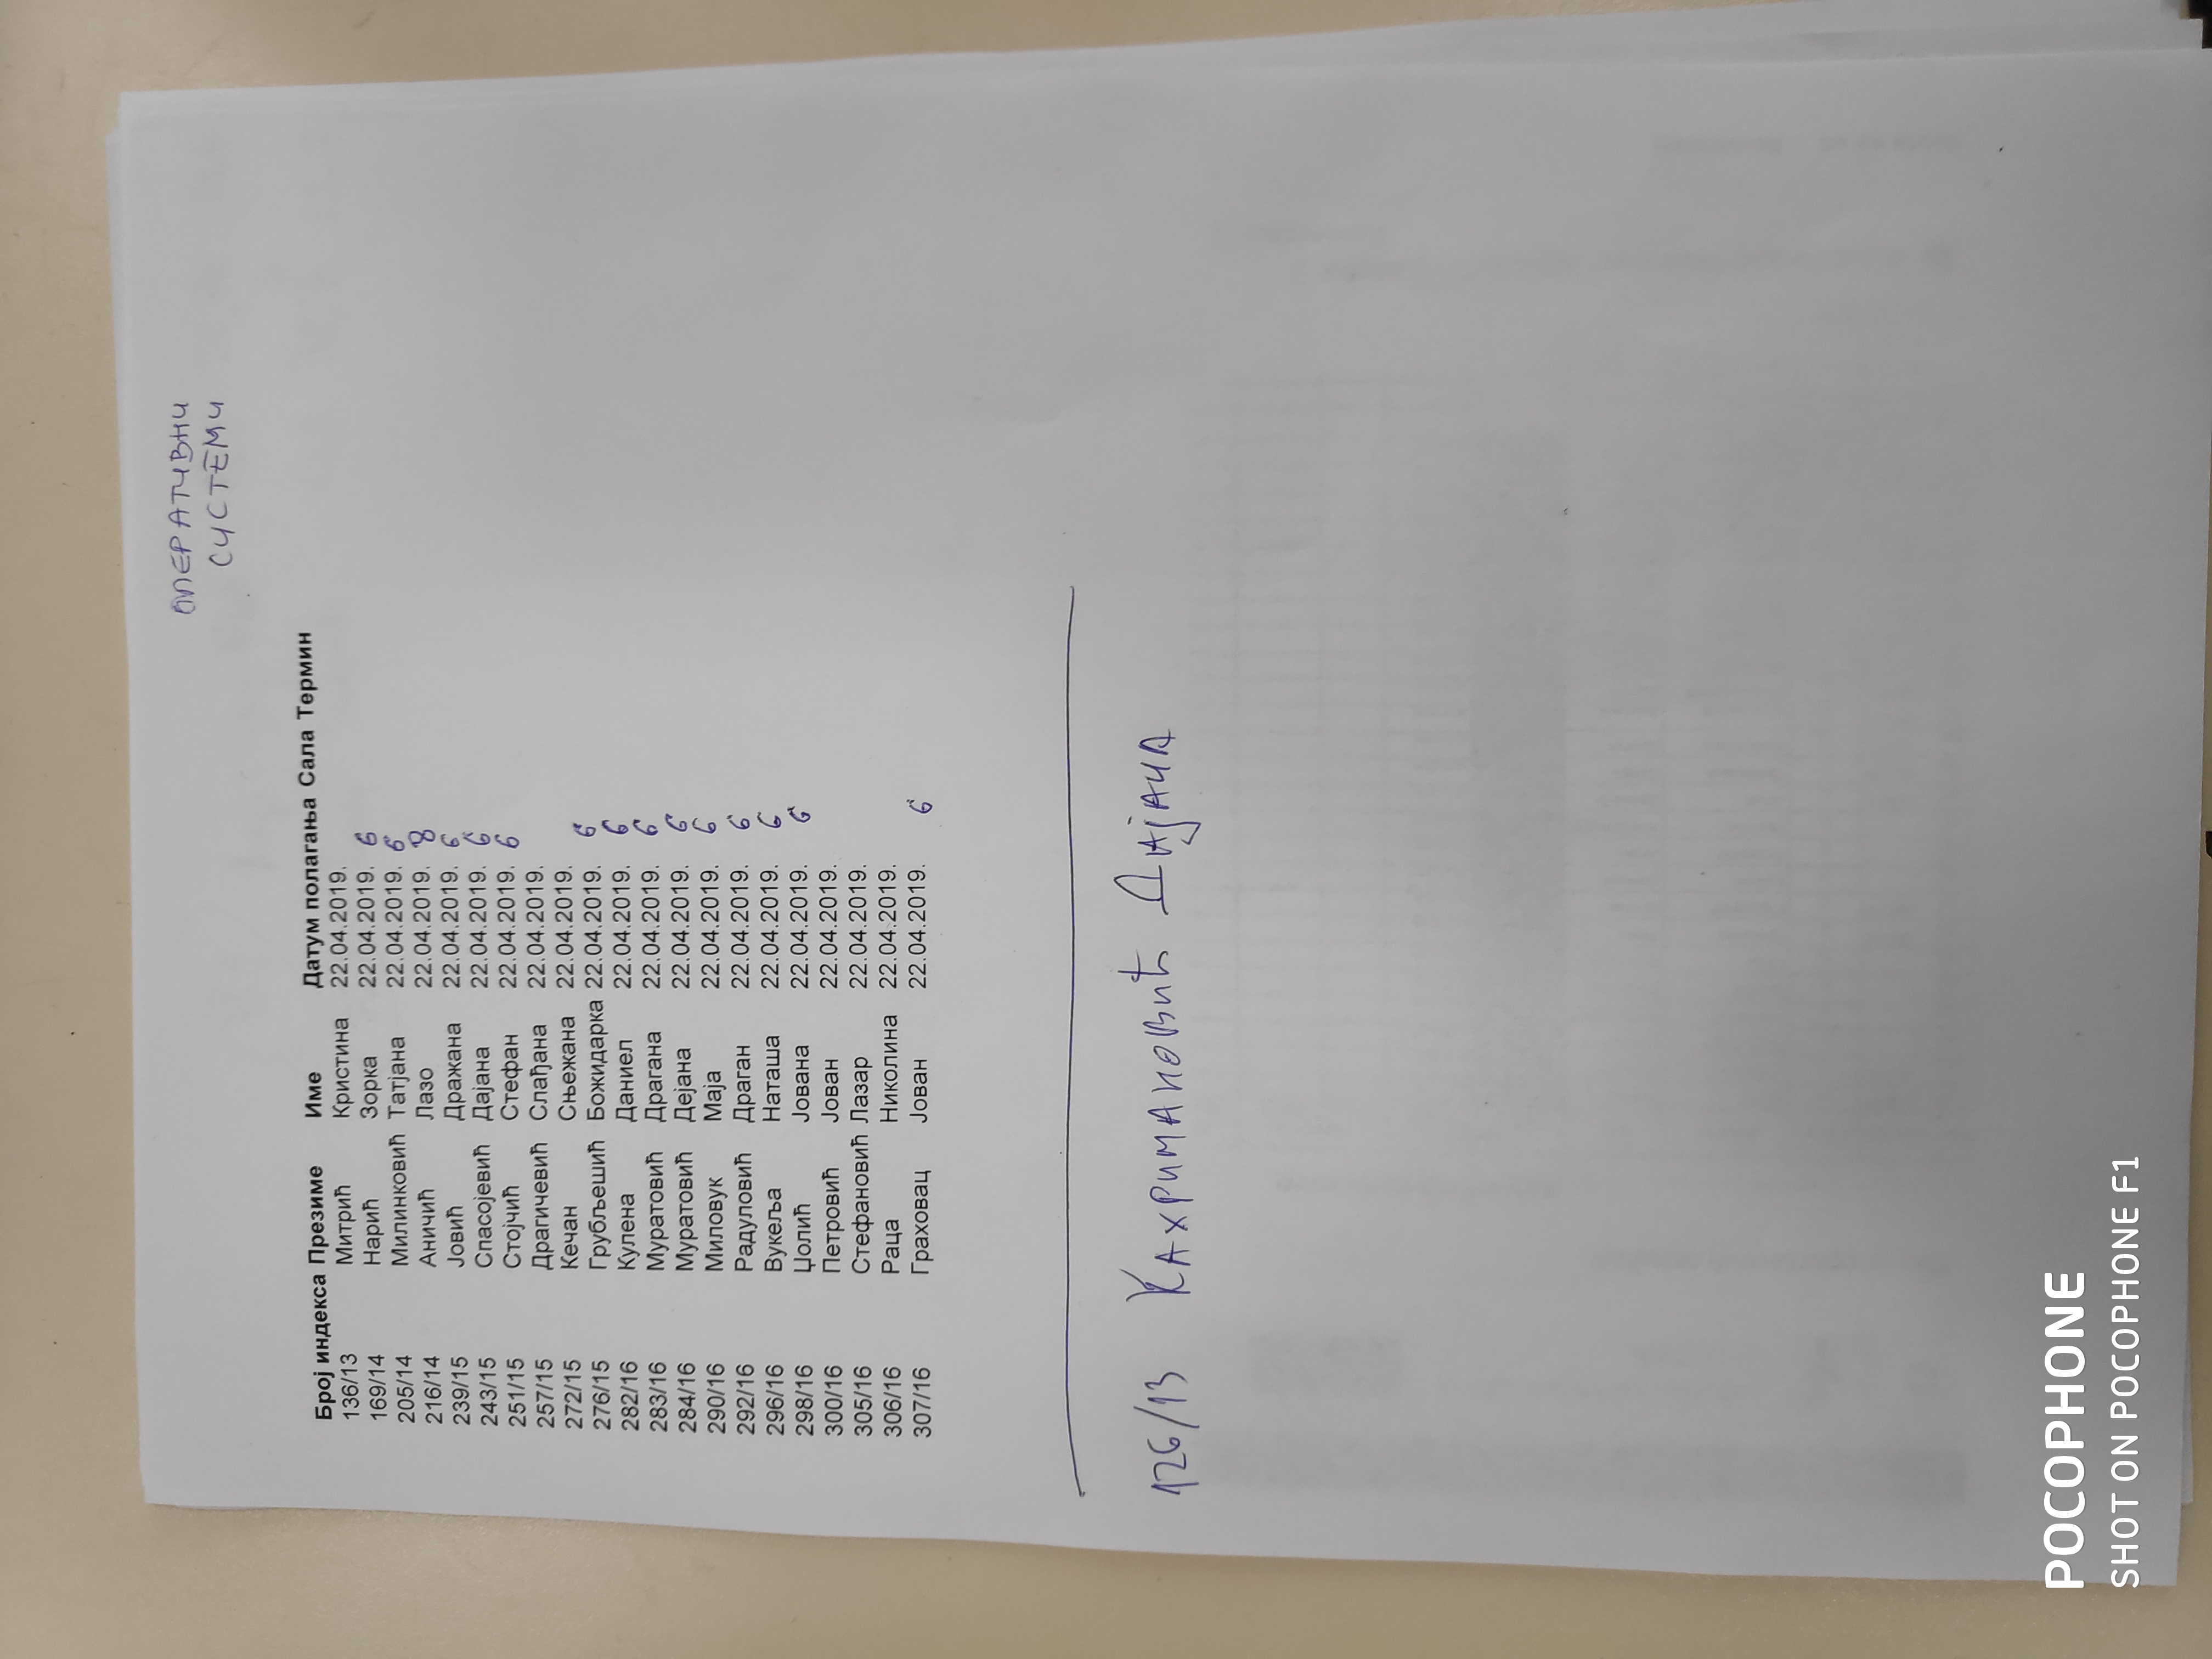 ОПЕРАТИВНИ
СИСТЕМИ
Број индекса Презиме Име Датум полагања Сала Термин
136/13 Митрић Кристина 22.04.2019.
169/14 Нарић Зорка 22.04.2019. 6
205/14 Милинковић Татјана 22.04.2019. 6
216/14 Аничић Лазо 22.04.2019. 8
239/15 Јовић Дражана 22.04.2019. 6
243/15 Спасојевић Дајана 22.04.2019. 6
251/15 Стојчић Стефан 22.04.2019. 6
257/15 Драгичевић Слађана 22.04.2019.
272/15 Кечан Сњежана 22.04.2019.
276/15 Грубљешић Божидарка 22.04.2019. 6
282/16 Кулена Даниел 22.04.2019. 6
283/16 Муратовић Драгана 22.04.2019. 6
284/16 Муратовић Дејана 22.04.2019. 6
290/16 Миловук Маја 22.04.2019. 6
292/16 Радуловић Драган 22.04.2019. 6
296/16 Вукеља Наташа 22.04.2019. 6
298/16 Џолић Јована 22.04.2019. 6
300/16 Петровић Јован 22.04.2019.
305/16 Стефановић Лазар 22.04.2019.
306/16 Раца Николина 22.04.2019.
307/16 Граховац Јован 22.04.2019. 6
126/13 Кахримановић Дајана
POCOPHONE
SHOT ON POCOPHONE F1